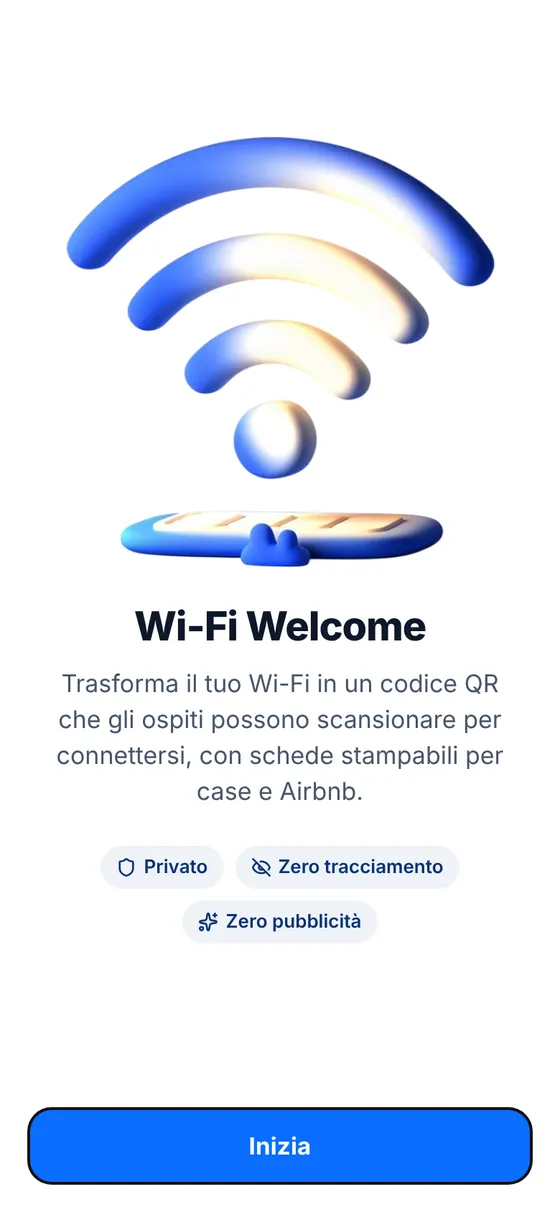 Wi-Fi Welcome
Trasforma il tuo Wi-Fi in un codice QR
che gli ospiti possono scansionare per
connettersi, con schede stampabili per
case e Airbnb.
Privato
Zero tracciamento
Zero pubblicità
Inizia